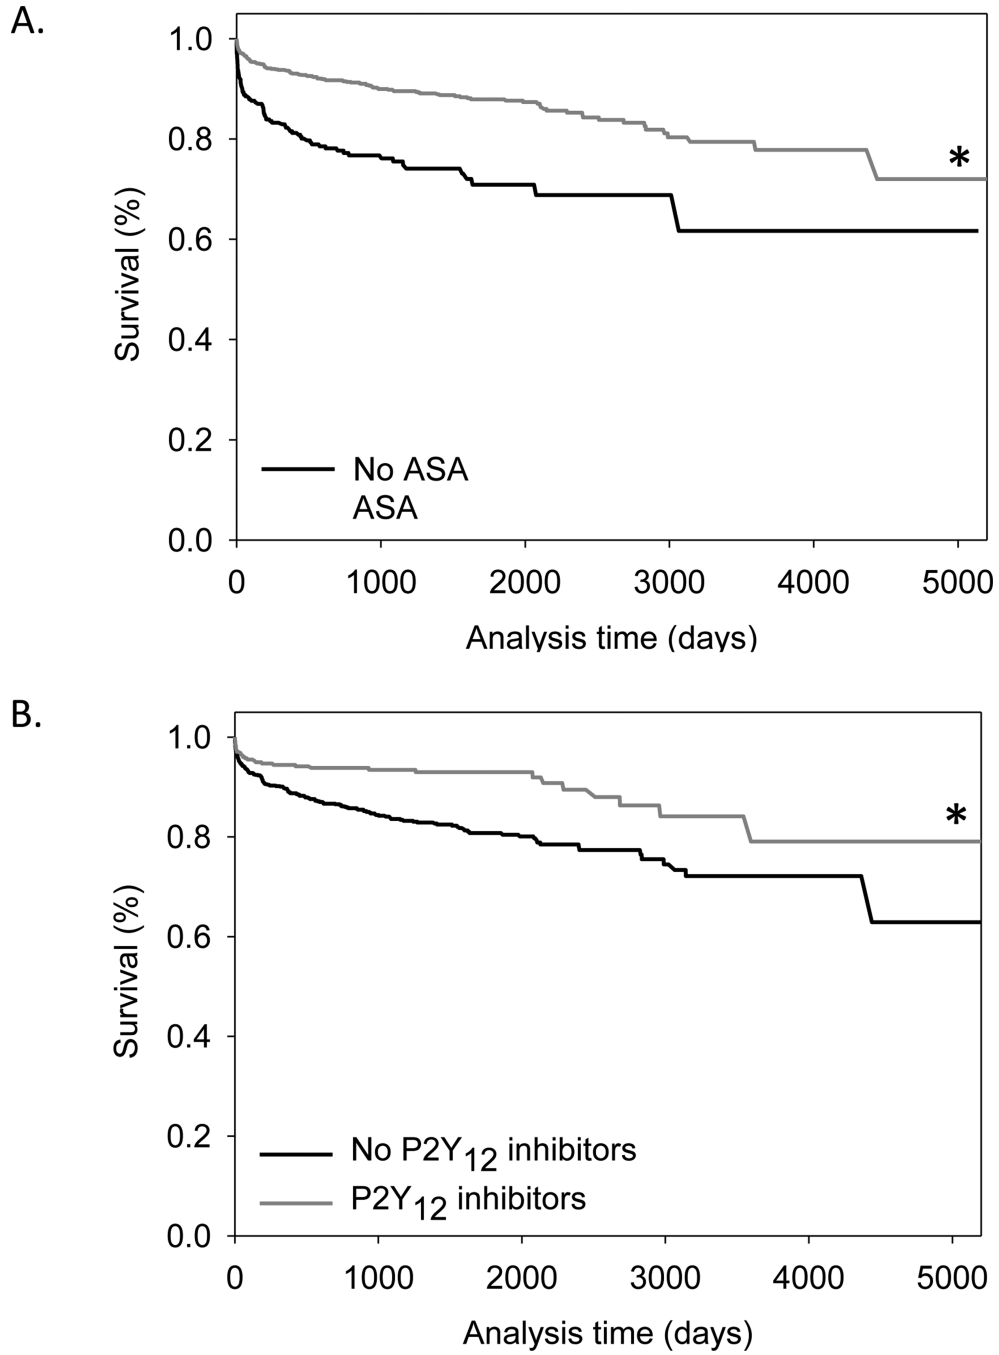 A.
1.0
0.8
0.6
0.4
0.2
0.0
Survival (%)
*
No ASA
ASA
0 1000 2000 3000 4000 5000
Analysis time (days)
B.
1.0
0.8
0.6
0.4
0.2
0.0
Survival (%)
*
No P2Y12 inhibitors
P2Y12 inhibitors
0 1000 2000 3000 4000 5000
Analysis time (days)